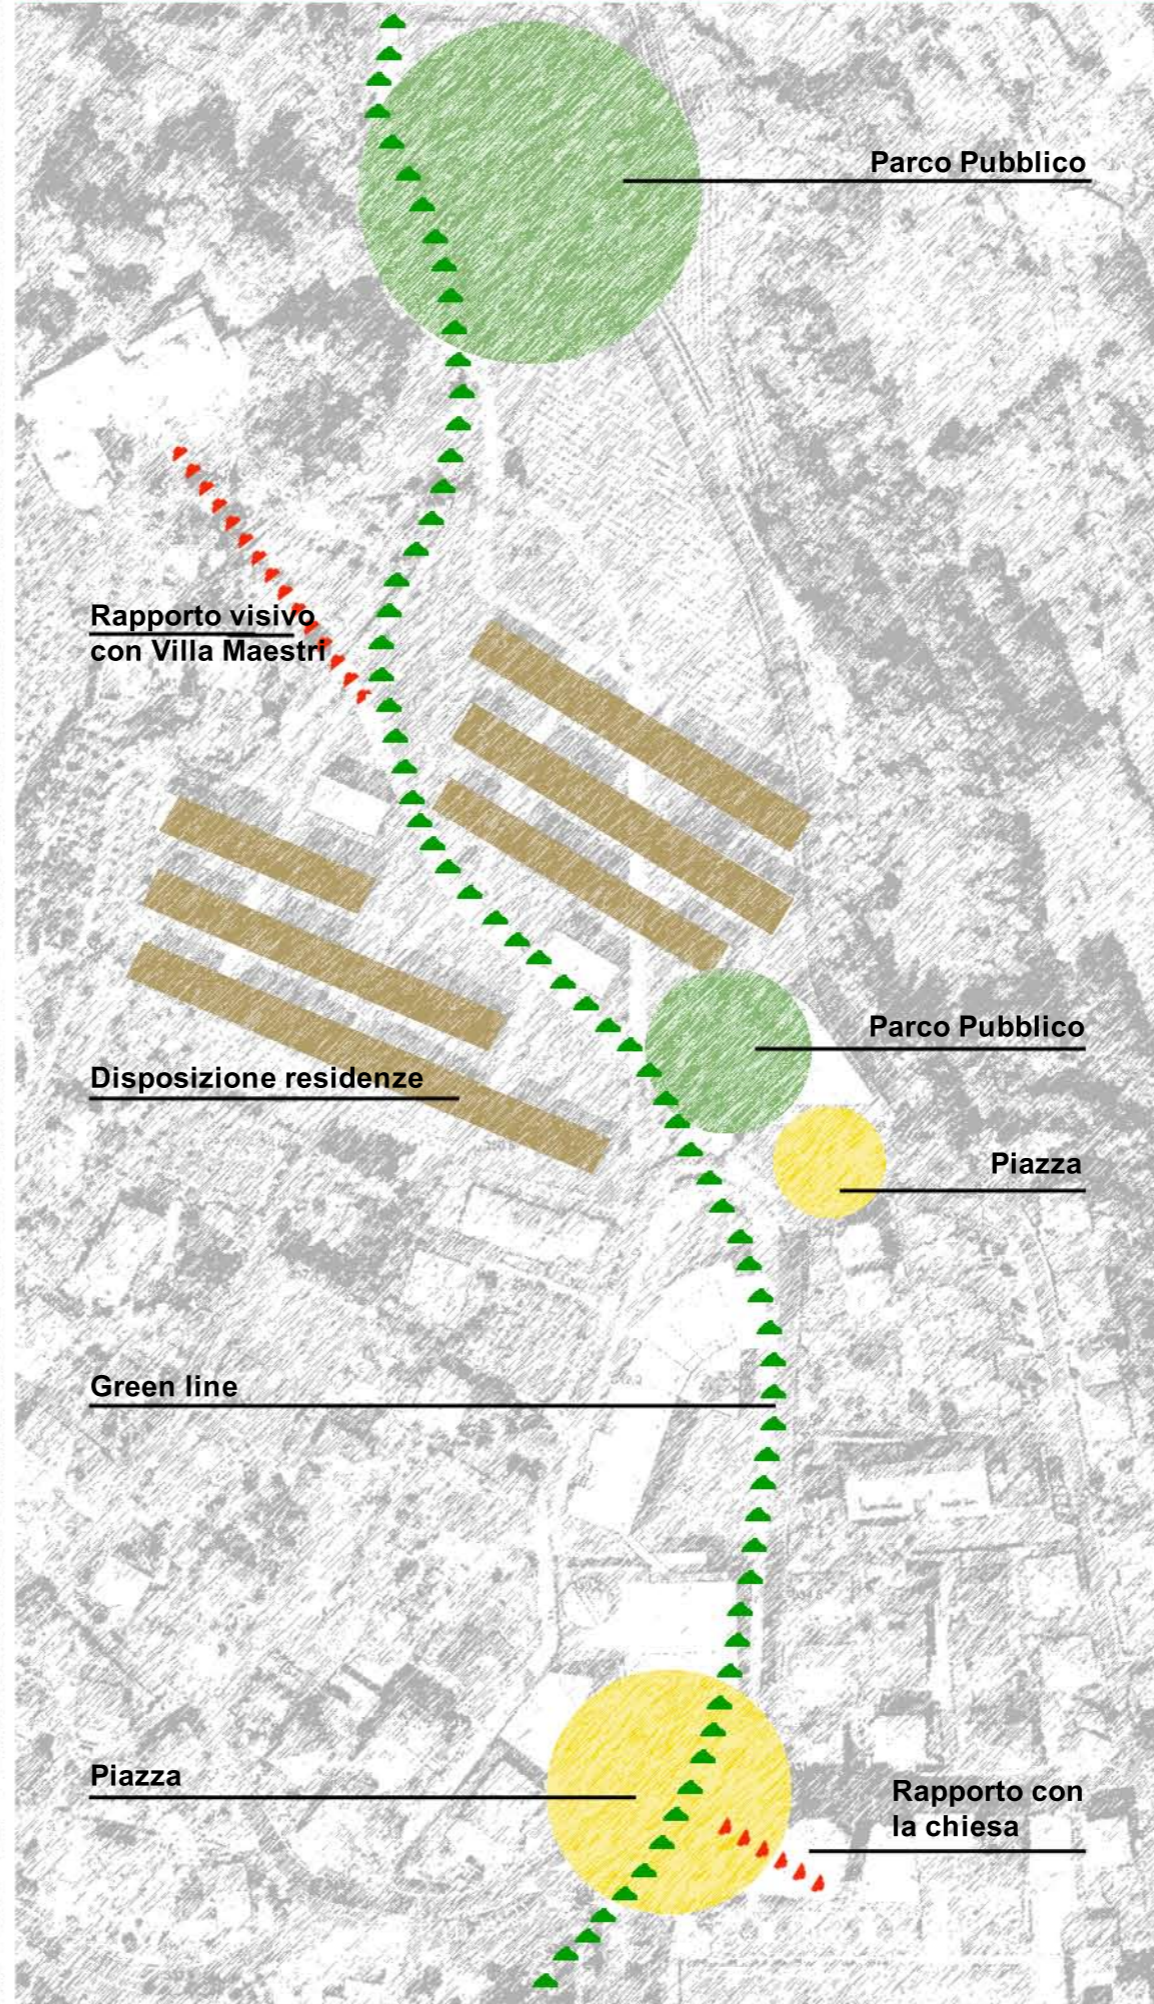 Parco Pubblico
Rapporto visivo
con Villa Maestri
Parco Pubblico
Disposizione residenze
Piazza
Green line
Piazza
Rapporto con
la chiesa